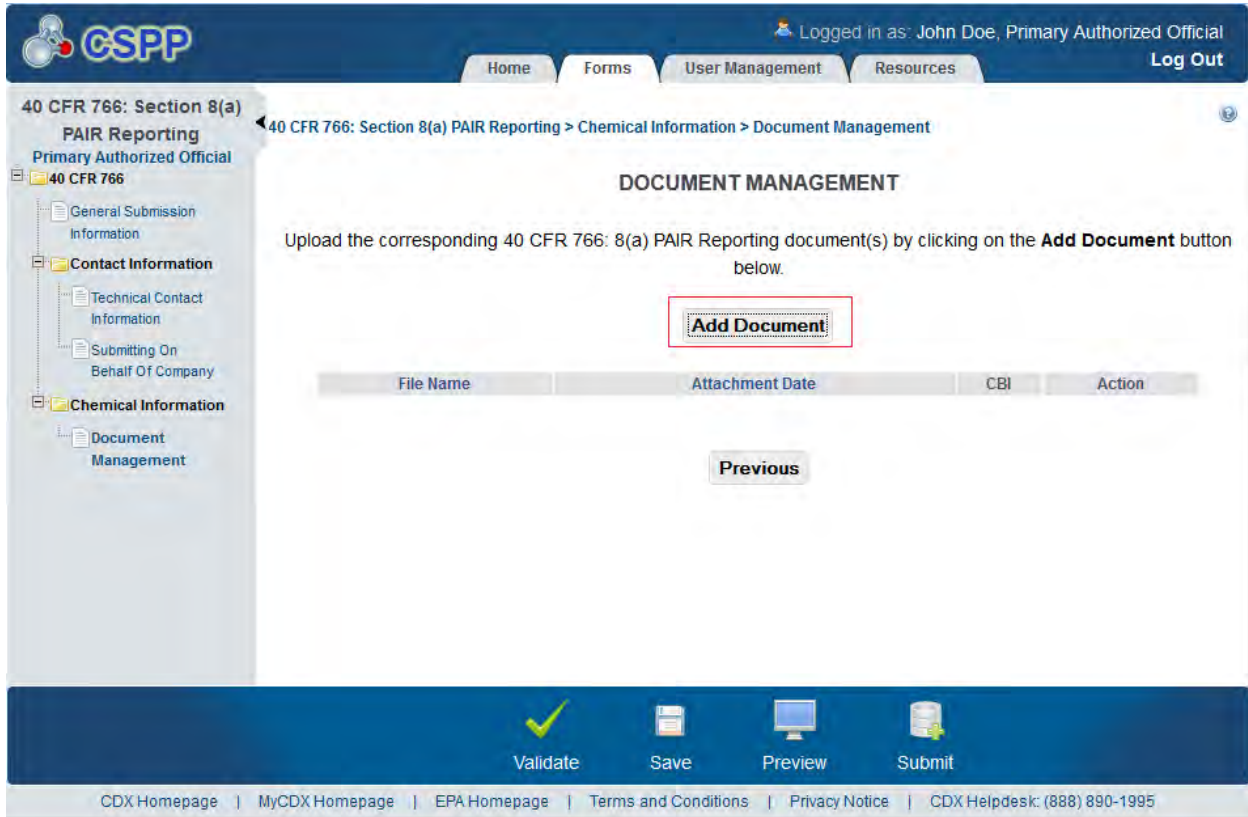 CSPP
Logged in as: John Doe, Primary Authorized Official
Log Out
Home
Forms
User Management
Resources
40 CFR 766: Section 8(a)
PAIR Reporting
Primary Authorized Official
40 CFR 766
General Submission
Information
Contact Information
Technical Contact
Information
Submitting On
Behalf Of Company
Chemical Information
Document
Management
40 CFR 766: Section 8(a) PAIR Reporting > Chemical Information > Document Management
DOCUMENT MANAGEMENT
Upload the corresponding 40 CFR 766: 8(a) PAIR Reporting document(s) by clicking on the Add Document button
below.
Add Document
File Name
Attachment Date
CBI
Action
Previous
Validate
Save
Preview
Submit
CDX Homepage | MyCDX Homepage | EPA Homepage | Terms and Conditions | Privacy Notice | CDX Helpdesk: (888) 890-1995